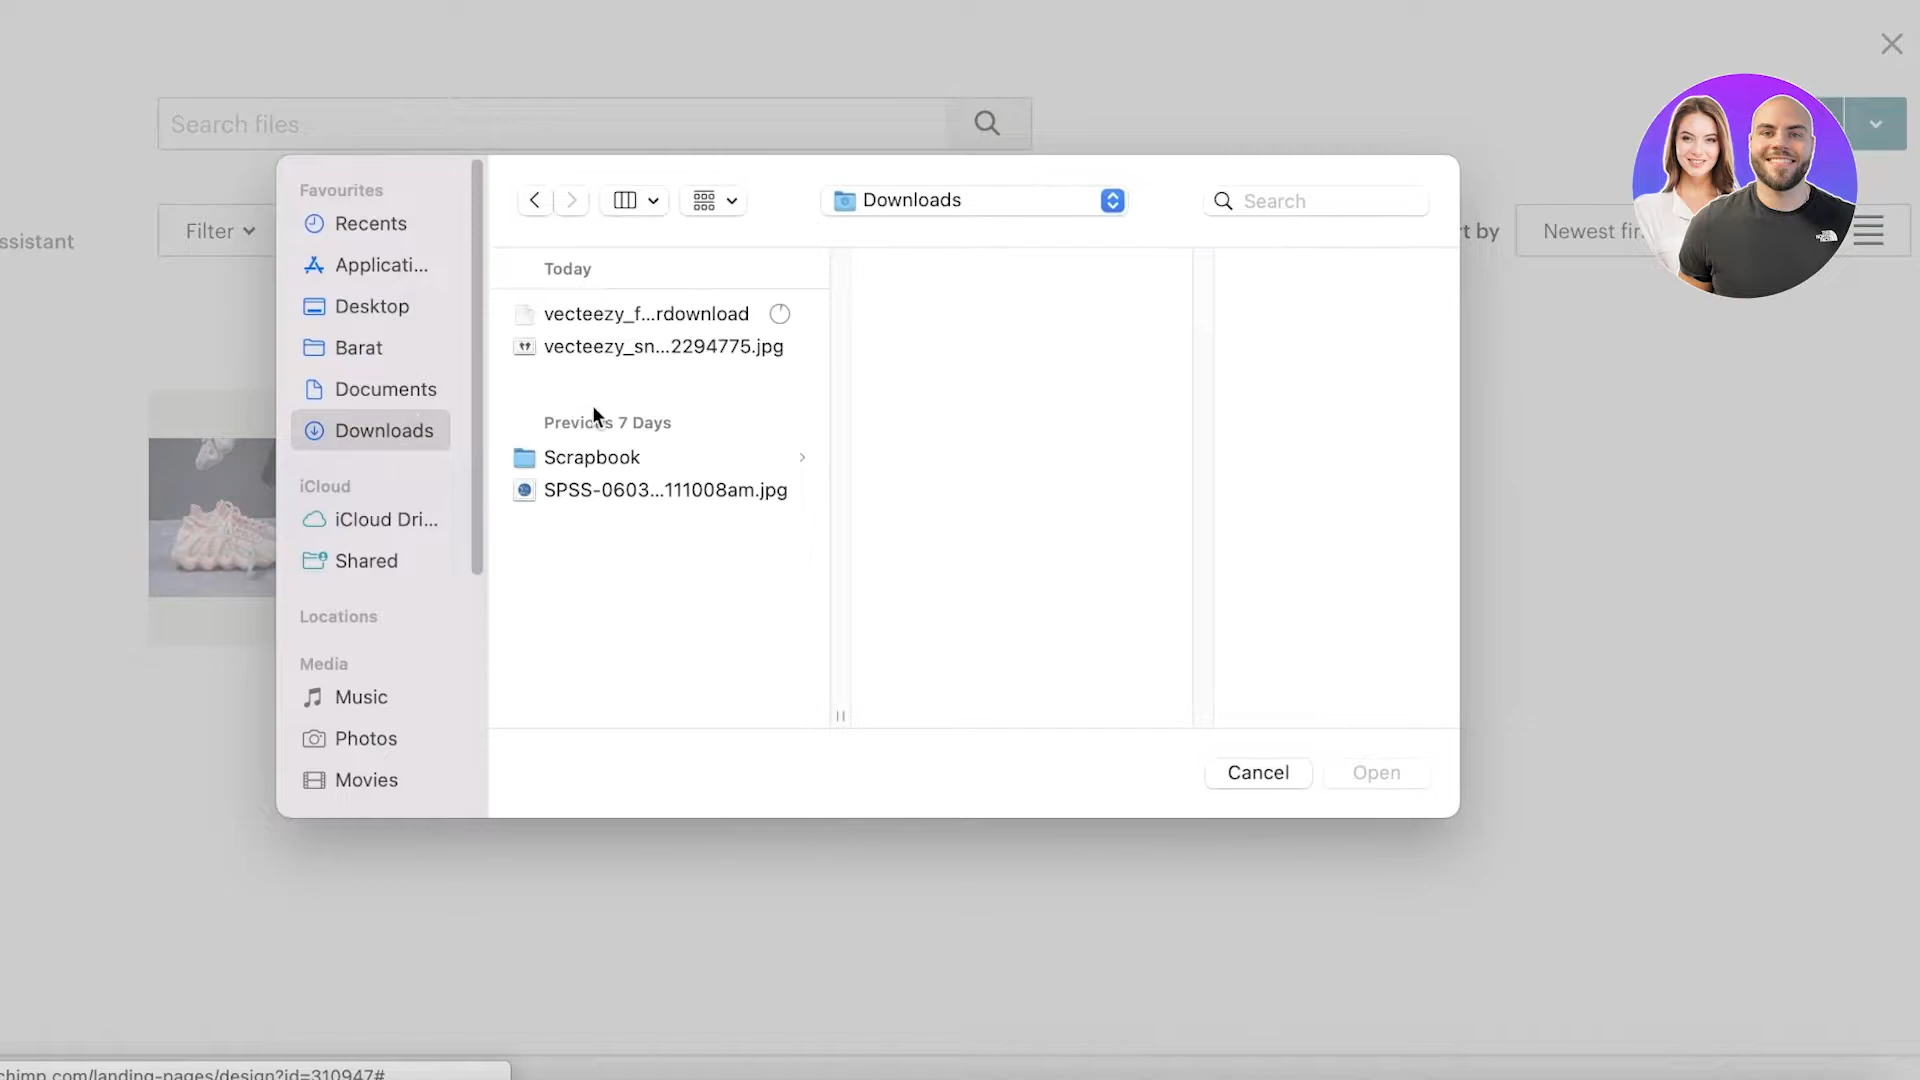 Search files
ssistant
Filter
t by
Newest fir
Favourites
Recents
Applicati...
Desktop
Barat
Documents
Downloads
iCloud
iCloud Dri...
Shared
Locations
Media
Music
Photos
Movies
Downloads
Search
Today
vecteezy_f...rdownload
vecteezy_sn...2294775.jpg
Previous 7 Days
Scrapbook
SPSS-0603...111008am.jpg
Cancel
Open
chimp.com/landing-pages/design?id=310947#